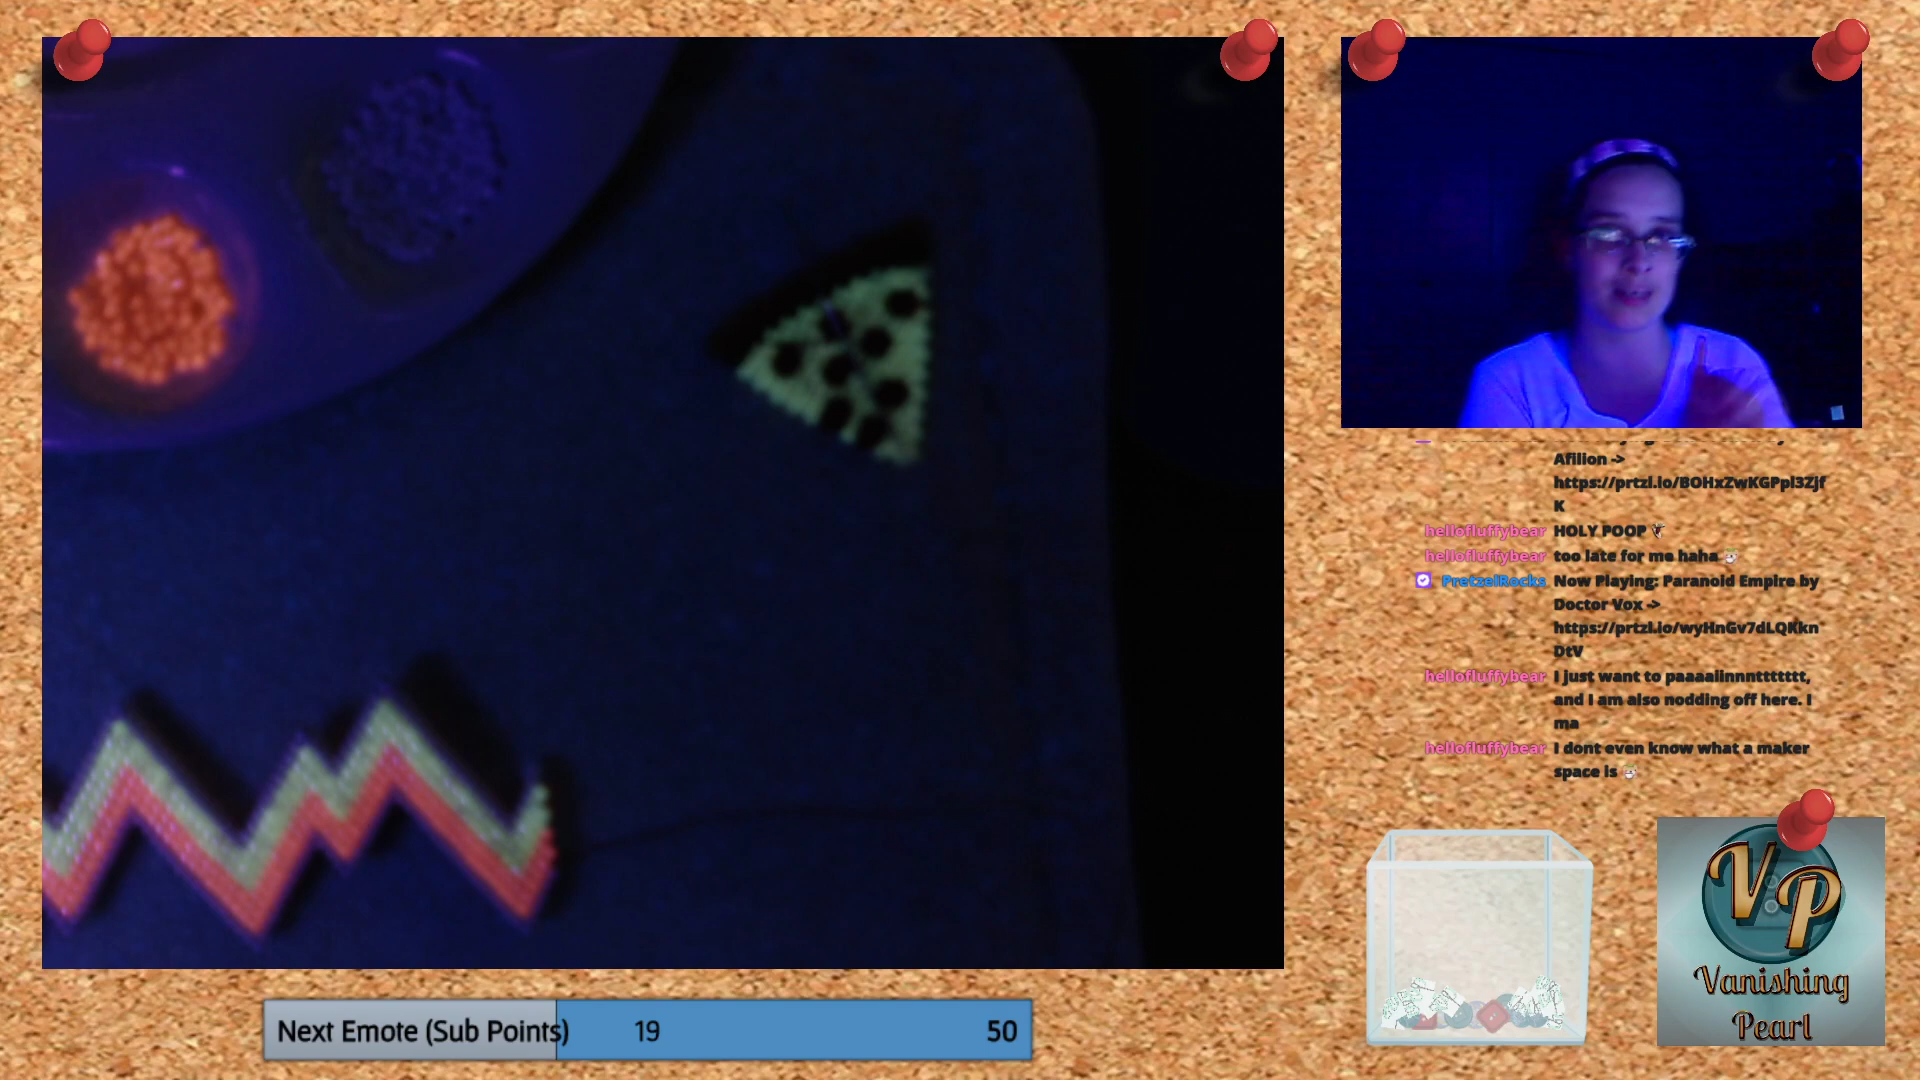 Afilion ->
https://prtzl.io/BOHxZwKGPpl3Zjf
K
hellofluffybear HOLY POOP
hellofluffybear too late for me haha
PretzelRocks Now Playing: Paranoid Empire by
Doctor Vox ->
https://prtzl.io/wyHnGv7dLQKkn
DtV
hellofluffybear I just want to paaaaiinnnttttttt,
and I am also nodding off here. I
ma
hellofluffybear I dont even know what a maker
space is
Next Emote (Sub Points) 19 50
VP
Vanishing
Pearl